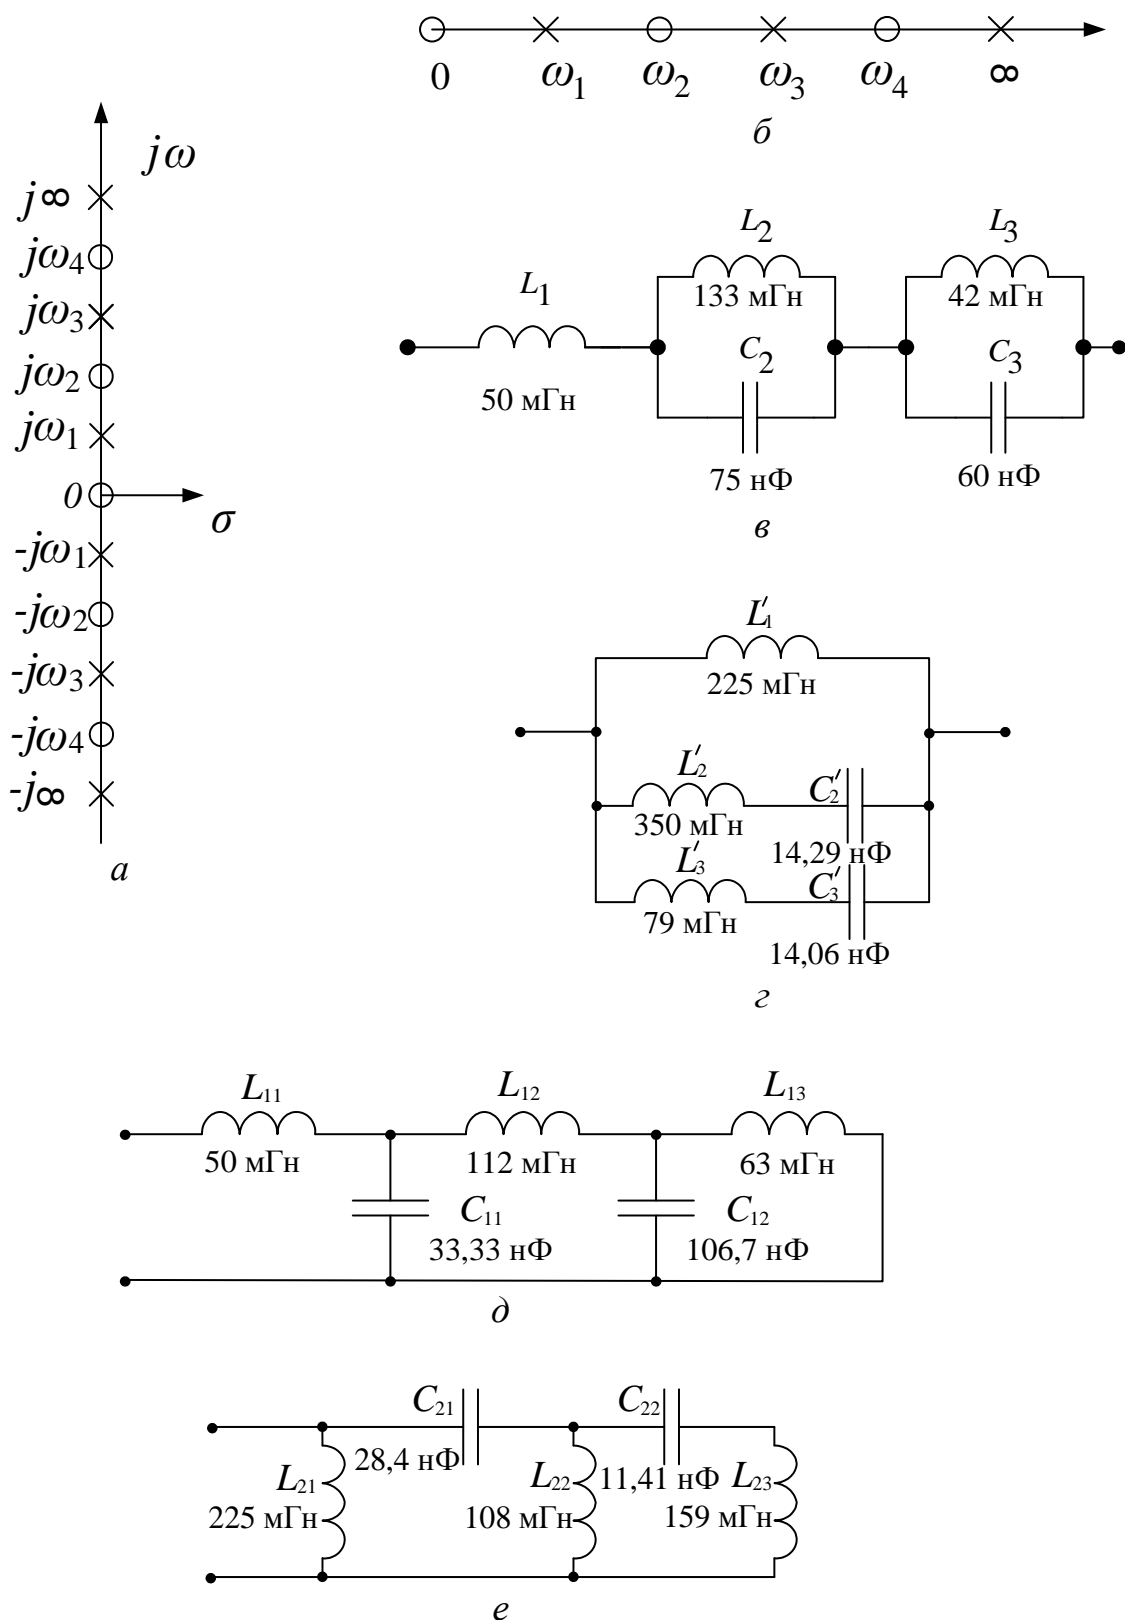 0 ω1 ω2 ω3 ω4 ∞
б
jω
j∞
jω4
jω3
jω2
jω1
0
σ
-jω1
-jω2
-jω3
-jω4
-j∞
а
L1
50 мГн
L2
133 мГн
C2
75 нФ
L3
42 мГн
C3
60 нФ
в
L′1
225 мГн
L′2
350 мГн
C′2
14,29 нФ
L′3
79 мГн
C′3
14,06 нФ
г
L11
50 мГн
L12
112 мГн
L13
63 мГн
C11
33,33 нФ
C12
106,7 нФ
д
C21
28,4 нФ
C22
11,41 нФ
L21
225 мГн
L22
108 мГн
L23
159 мГн
е